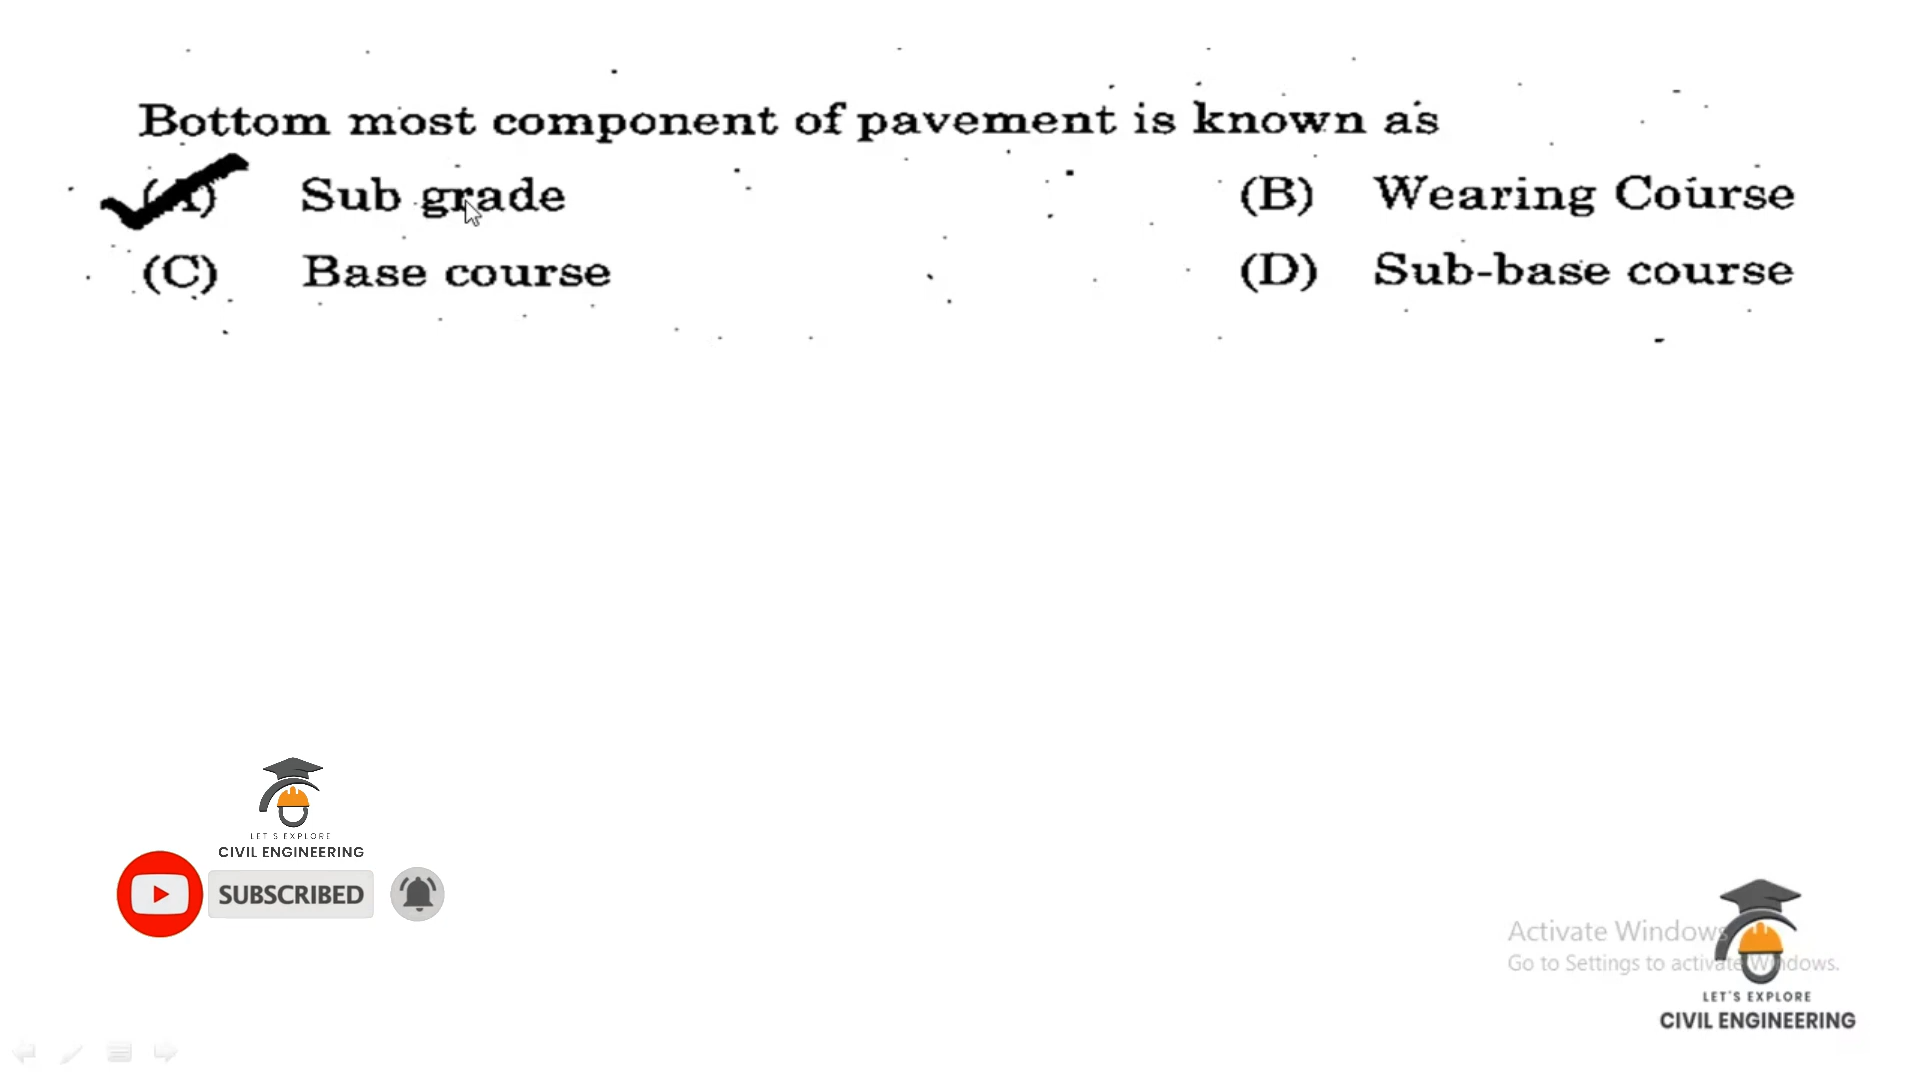 Bottom most component of pavement is known as
(A) Sub grade (B) Wearing Course
(C) Base course (D) Sub-base course
LET'S EXPLORE
CIVIL ENGINEERING
SUBSCRIBED
Activate Windows
Go to Settings to activate Windows.
LET'S EXPLORE
CIVIL ENGINEERING